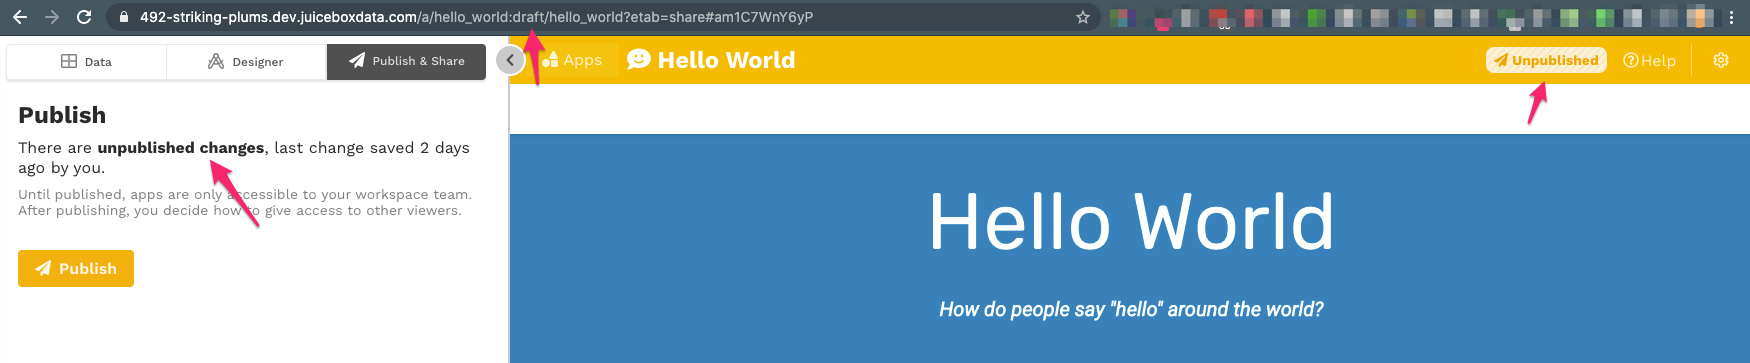 492-striking-plums.dev.juiceboxdata.com/a/hello_world:draft/hello_world?etab=share#am1C7WnY6yP
Data
Designer
Publish & Share
Apps
Hello World
Unpublished
Help
Publish
There are unpublished changes, last change saved 2 days
ago by you.
Until published, apps are only accessible to your workspace team.
After publishing, you decide how to give access to other viewers.
Publish
Hello World
How do people say "hello" around the world?